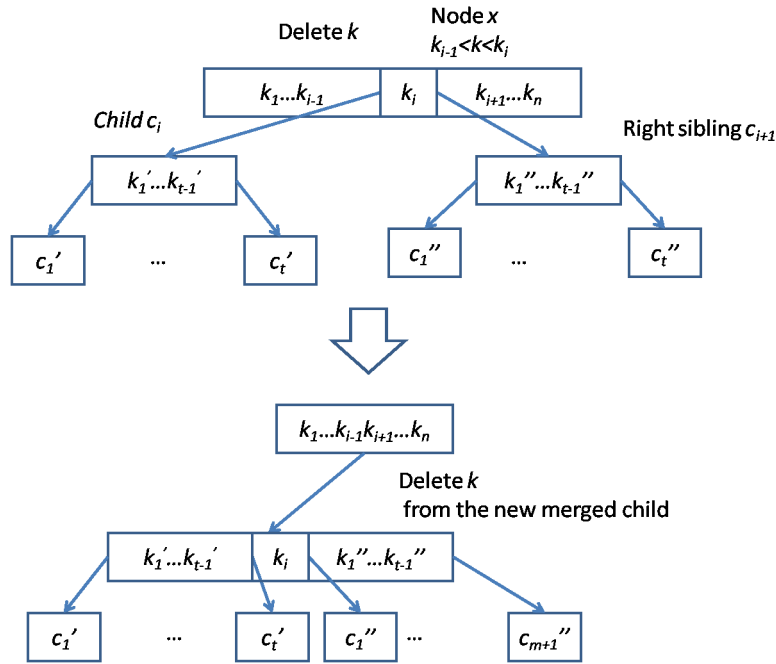 Delete k
Node x
kᵢ₋₁<k<kᵢ
k₁...kᵢ₋₁ kᵢ kᵢ₊₁...kₙ
Child cᵢ
Right sibling cᵢ₊₁
k₁′...kₜ₋₁′ k₁″...kₜ₋₁″
c₁′ ... cₜ′ c₁″ ... cₜ″
k₁...kᵢ₋₁kᵢ₊₁...kₙ
Delete k
from the new merged child
k₁′...kₜ₋₁′ kᵢ k₁″...kₜ₋₁″
c₁′ ... cₜ′ c₁″ ... cₘ₊₁″